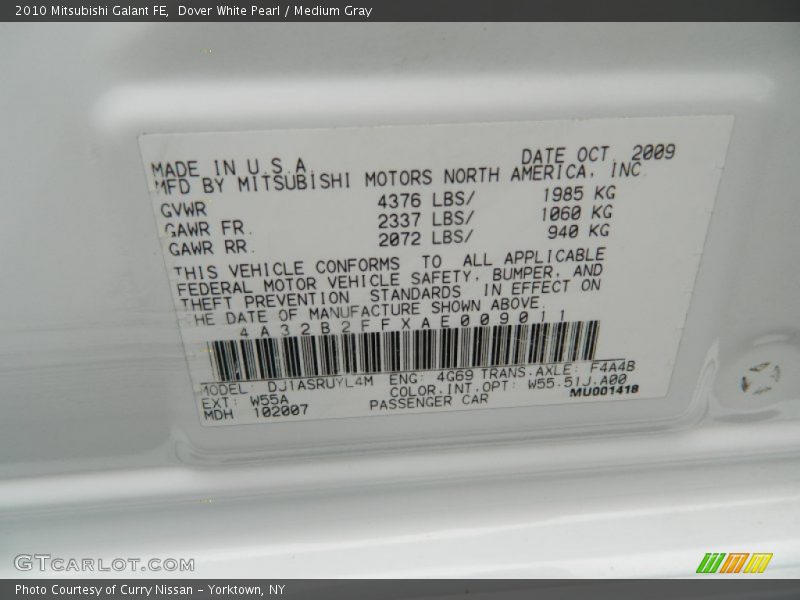 2010 Mitsubishi Galant FE,  Dover White Pearl / Medium Gray
MADE IN U.S.A. DATE OCT. 2009
MFD BY MITSUBISHI MOTORS NORTH AMERICA, INC.
GVWR 4376 LBS/ 1985 KG
GAWR FR. 2337 LBS/ 1060 KG
GAWR RR. 2072 LBS/ 940 KG
THIS VEHICLE CONFORMS TO ALL APPLICABLE
FEDERAL MOTOR VEHICLE SAFETY, BUMPER, AND
THEFT PREVENTION STANDARDS IN EFFECT ON
THE DATE OF MANUFACTURE SHOWN ABOVE.
4A32B2FFXAE009011
MODEL: DJ1ASRUYL4M ENG: 4G69 TRANS.AXLE: F4A4B
EXT: W55A COLOR.INT.OPT: W55.51J.A00
MDH 102007 PASSENGER CAR MU001418
GTCARLOT.COM
Photo Courtesy of Curry Nissan - Yorktown, NY